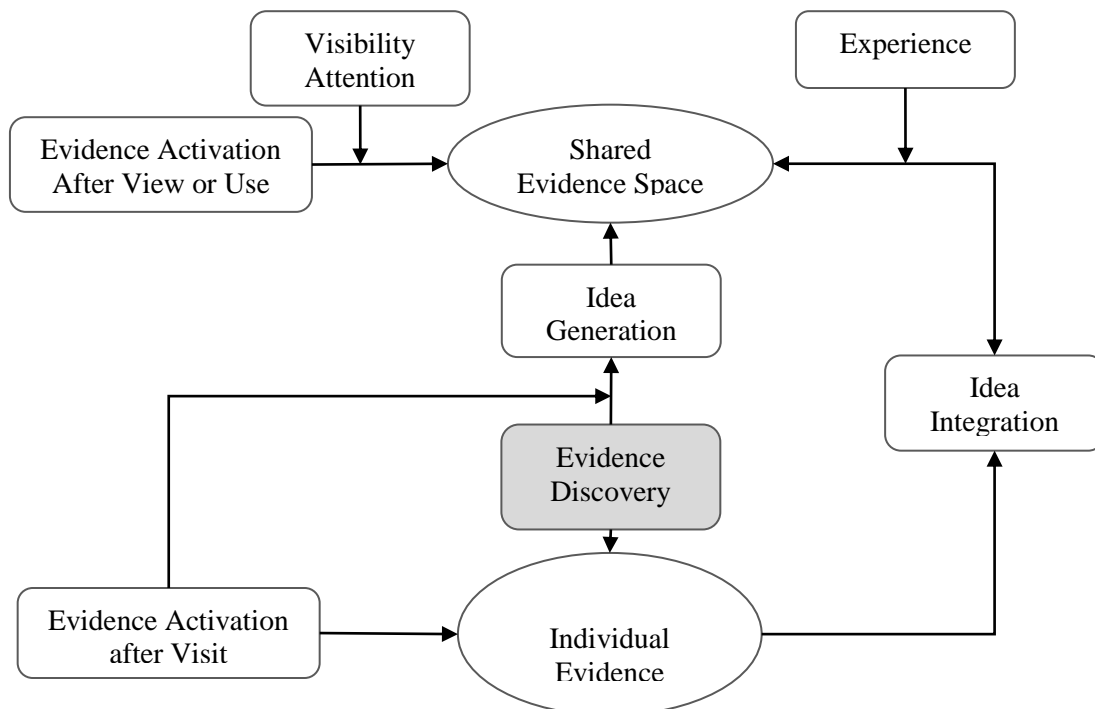 Visibility
Attention
Experience
Evidence Activation
After View or Use
Shared
Evidence Space
Idea
Generation
Idea
Integration
Evidence
Discovery
Evidence Activation
after Visit
Individual
Evidence